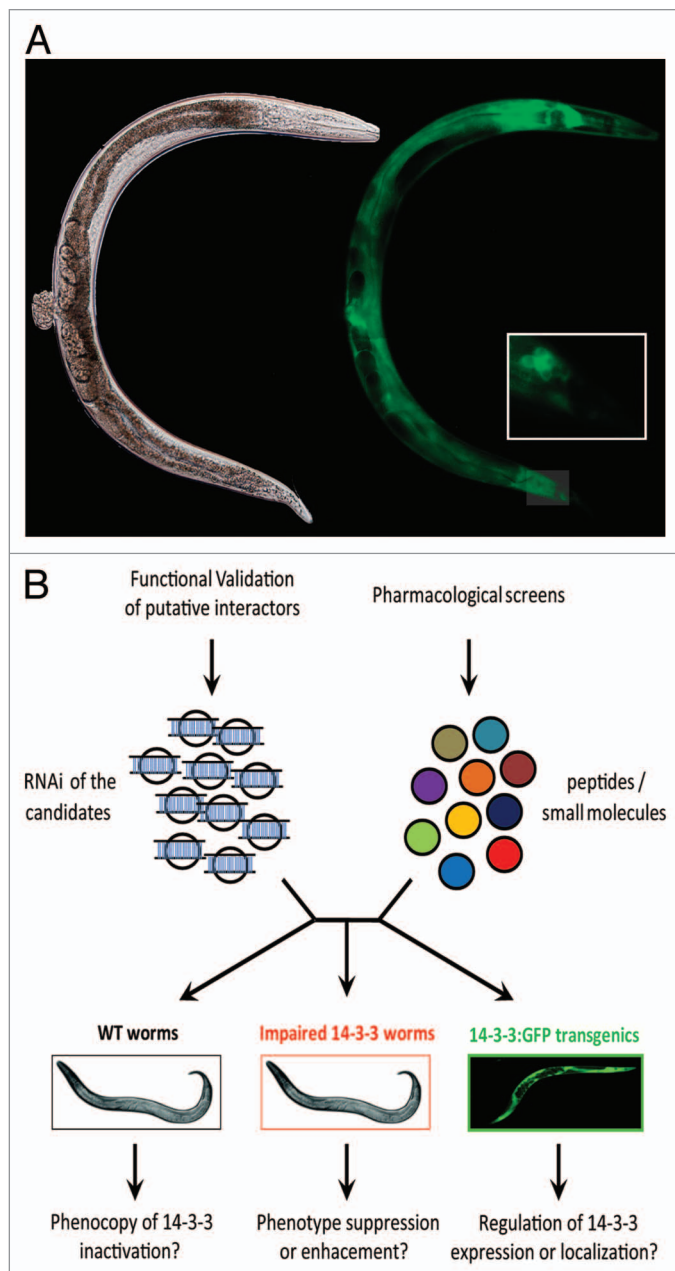 A
B
Functional Validation
of putative interactors
Pharmacological screens
RNAi of the
candidates
peptides /
small molecules
WT worms
Impaired 14-3-3 worms
14-3-3:GFP transgenics
Phenocopy of 14-3-3
inactivation?
Phenotype suppression
or enhacement?
Regulation of 14-3-3
expression or localization?